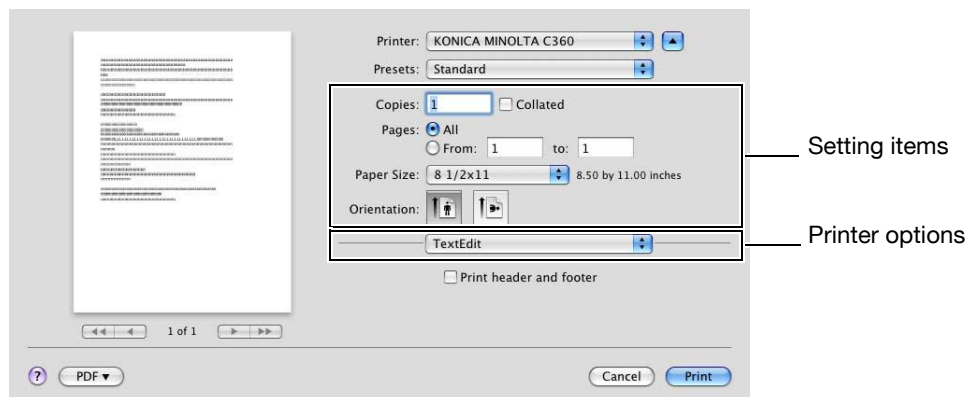 Printer: KONICA MINOLTA C360
Presets: Standard
Copies: 1 Collated
Pages: All
From: 1 to: 1
Paper Size: 8 1/2x11 8.50 by 11.00 inches
Orientation:
Setting items
TextEdit
Printer options
Print header and footer
1 of 1
? PDF Cancel Print